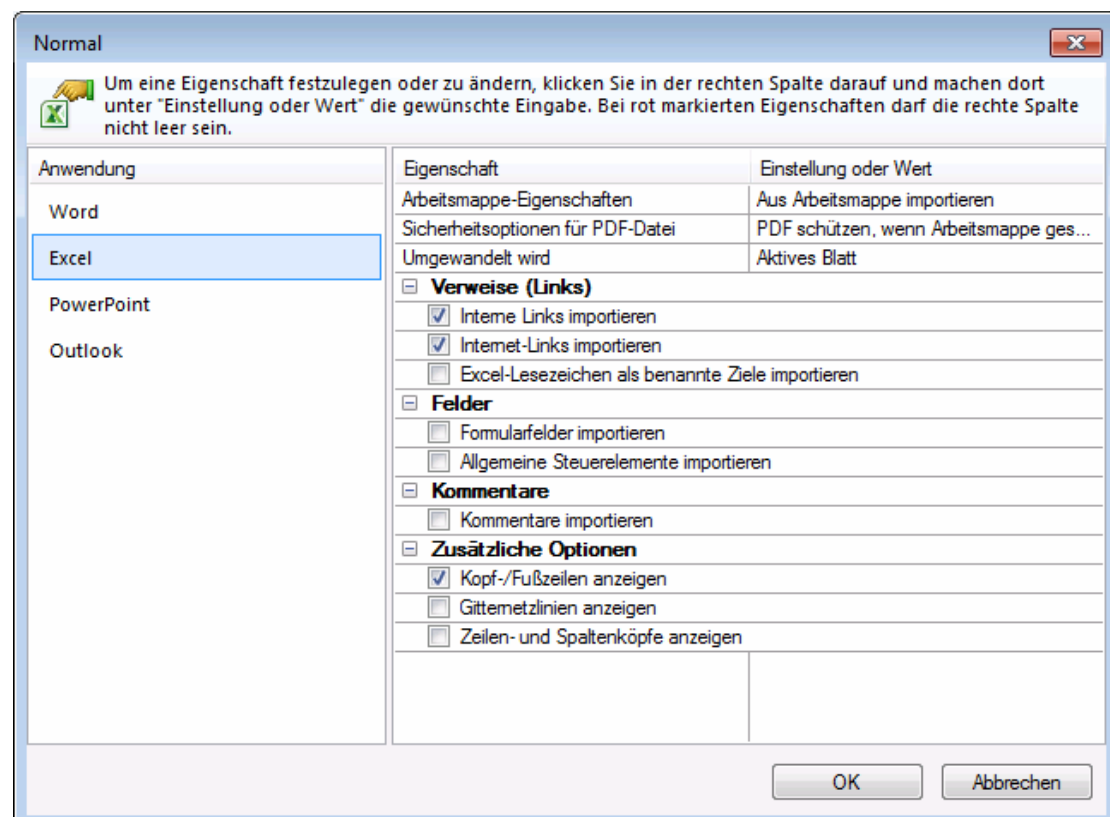 Normal
Um eine Eigenschaft festzulegen oder zu ändern, klicken Sie in der rechten Spalte darauf und machen dort
unter "Einstellung oder Wert" die gewünschte Eingabe. Bei rot markierten Eigenschaften darf die rechte Spalte
nicht leer sein.
Anwendung
Word
Excel
PowerPoint
Outlook
Eigenschaft Einstellung oder Wert
Arbeitsmappe-Eigenschaften Aus Arbeitsmappe importieren
Sicherheitsoptionen für PDF-Datei PDF schützen, wenn Arbeitsmappe ges...
Umgewandelt wird Aktives Blatt
Verweise (Links)
Interne Links importieren
Internet-Links importieren
Excel-Lesezeichen als benannte Ziele importieren
Felder
Formularfelder importieren
Allgemeine Steuerelemente importieren
Kommentare
Kommentare importieren
Zusätzliche Optionen
Kopf-/Fußzeilen anzeigen
Gitternetzlinien anzeigen
Zeilen- und Spaltenköpfe anzeigen
OK Abbrechen